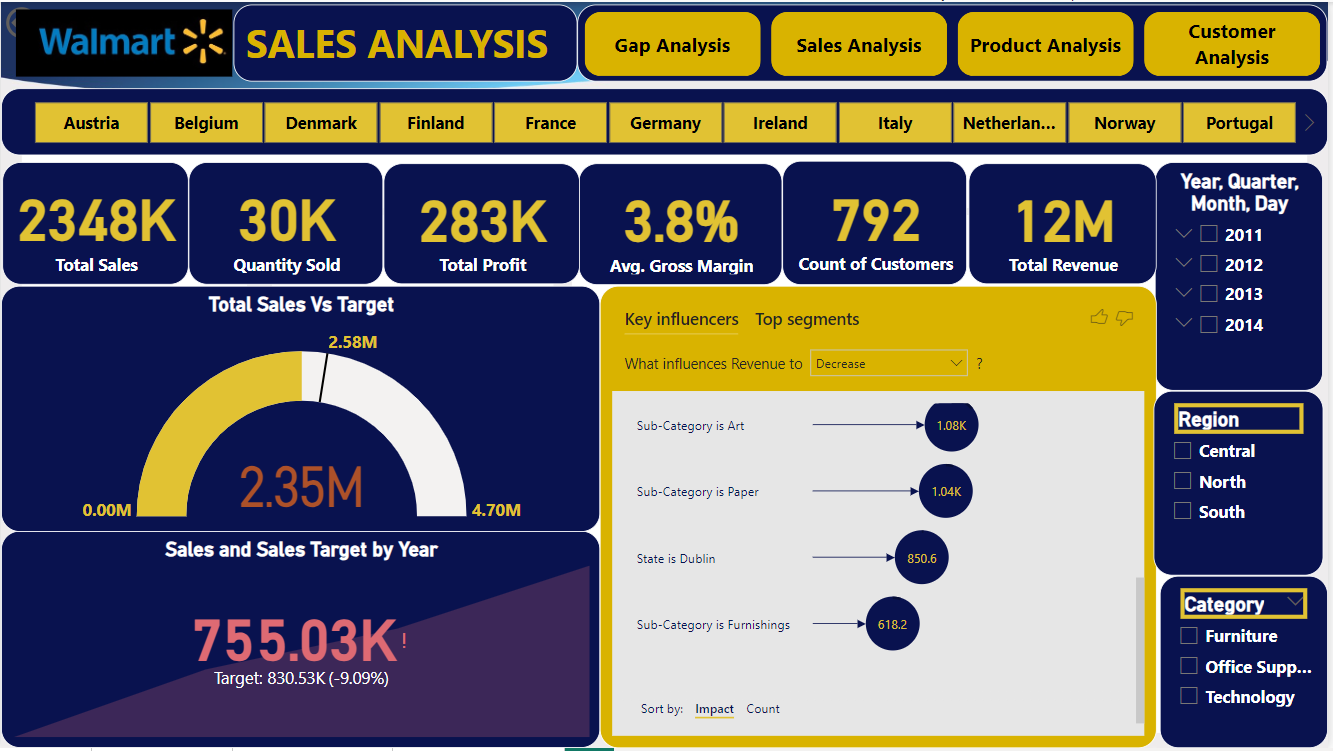 Walmart
SALES ANALYSIS
Gap Analysis
Sales Analysis
Product Analysis
Customer
Analysis
Austria
Belgium
Denmark
Finland
France
Germany
Ireland
Italy
Netherlan...
Norway
Portugal
2348K
Total Sales
30K
Quantity Sold
283K
Total Profit
3.8%
Avg. Gross Margin
792
Count of Customers
12M
Total Revenue
Year, Quarter,
Month, Day
2011
2012
2013
2014
Total Sales Vs Target
2.58M
2.35M
0.00M
4.70M
Key influencers
Top segments
What influences Revenue to
Decrease
?
Sub-Category is Art
1.08K
Sub-Category is Paper
1.04K
State is Dublin
850.6
Sub-Category is Furnishings
618.2
Sort by:
Impact
Count
Region
Central
North
South
Sales and Sales Target by Year
755.03K!
Target: 830.53K (-9.09%)
Category
Furniture
Office Supp...
Technology